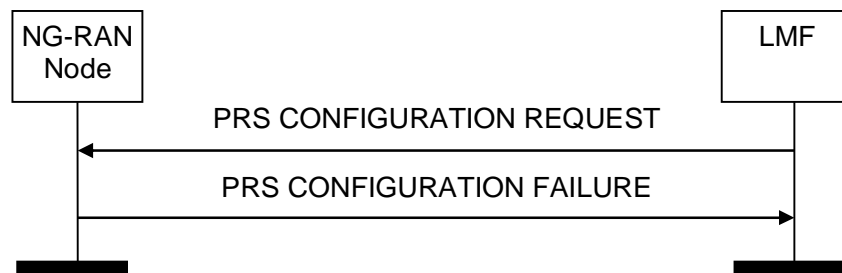 NG-RAN
Node
LMF
PRS CONFIGURATION REQUEST
PRS CONFIGURATION FAILURE